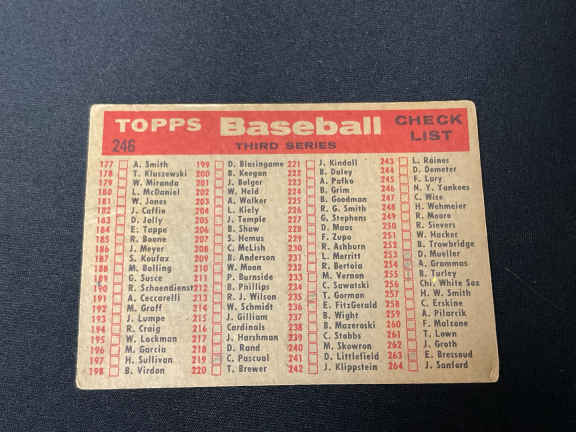 TOPPS Baseball CHECK LIST
246 THIRD SERIES
177 A. Smith
178 T. Kluszewski
179 W. Miranda
180 L. McDaniel
181 W. Jones
182 J. Caffie
183 D. Jolly
184 E. Tappe
185 R. Boone
186 J. Meyer
187 S. Koufax
188 M. Bolling
189 G. Susce
190 R. Schoendienst
191 A. Ceccarelli
192 M. Graff
193 J. Lumpe
194 R. Craig
195 W. Lockman
196 M. Garcia
197 H. Sullivan
198 B. Virdon
199 D. Blasingame
200 B. Keegan
201 J. Bolger
202 W. Held
203 A. Walker
204 L. Kiely
205 J. Temple
206 B. Shaw
207 S. Hemus
208 C. McLish
209 B. Anderson
210 W. Moon
211 P. Burnside
212 B. Phillips
213 R. J. Wilson
214 W. Schmidt
215 J. Gilliam
216 Cardinals
217 J. Harshman
218 D. Rand
219 C. Pascual
220 T. Brewer
221 J. Kindall
222 B. Daley
223 A. Pafko
224 B. Grim
225 B. Goodman
226 R. G. Smith
227 G. Stephens
228 D. Maas
229 F. Zupo
230 R. Ashburn
231 L. Merritt
232 R. Bertoia
233 M. Vernon
234 C. Sawatski
235 T. Gorman
236 E. FitzGerald
237 B. Wight
238 B. Mazeroski
239 C. Stobbs
240 M. Skowron
241 D. Littlefield
242 J. Klippstein
243 L. Raines
244 D. Demeter
245 F. Lary
246 N. Y. Yankees
247 C. Wise
248 H. Wehmeier
249 R. Moore
250 R. Sievers
251 W. Hacker
252 B. Trowbridge
253 D. Mueller
254 A. Grammas
255 B. Turley
256 Chi. White Sox
257 H. W. Smith
258 C. Erskine
259 A. Pilarcik
260 F. Malzone
261 T. Lown
262 J. Groth
263 E. Bressoud
264 J. Sanford